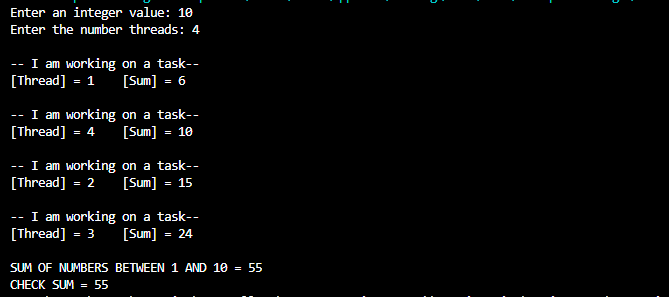 Enter an integer value: 10
Enter the number threads: 4
-- I am working on a task--
[Thread] = 1    [Sum] = 6
-- I am working on a task--
[Thread] = 4    [Sum] = 10
-- I am working on a task--
[Thread] = 2    [Sum] = 15
-- I am working on a task--
[Thread] = 3    [Sum] = 24
SUM OF NUMBERS BETWEEN 1 AND 10 = 55
CHECK SUM = 55